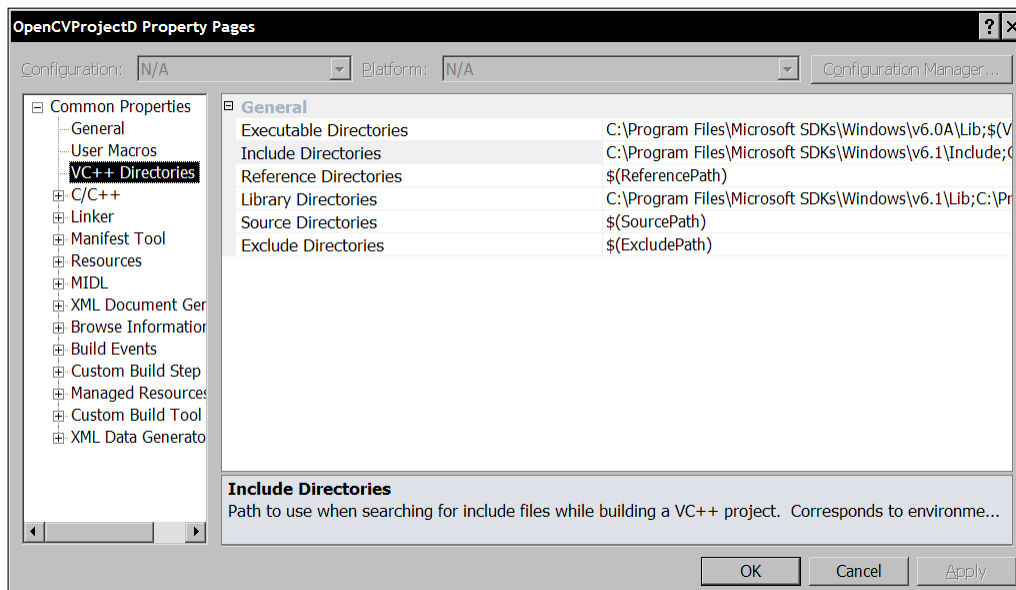 OpenCVProjectD Property Pages
Configuration: N/A Platform: N/A Configuration Manager...
Common Properties
General
User Macros
VC++ Directories
C/C++
Linker
Manifest Tool
Resources
MIDL
XML Document Ger
Browse Information
Build Events
Custom Build Step
Managed Resources
Custom Build Tool
XML Data Generato
General
Executable Directories C:\Program Files\Microsoft SDKs\Windows\v6.0A\Lib;$(V
Include Directories C:\Program Files\Microsoft SDKs\Windows\v6.1\Include;C
Reference Directories $(ReferencePath)
Library Directories C:\Program Files\Microsoft SDKs\Windows\v6.1\Lib;C:\Pr
Source Directories $(SourcePath)
Exclude Directories $(ExcludePath)
Include Directories
Path to use when searching for include files while building a VC++ project. Corresponds to environme...
OK Cancel Apply